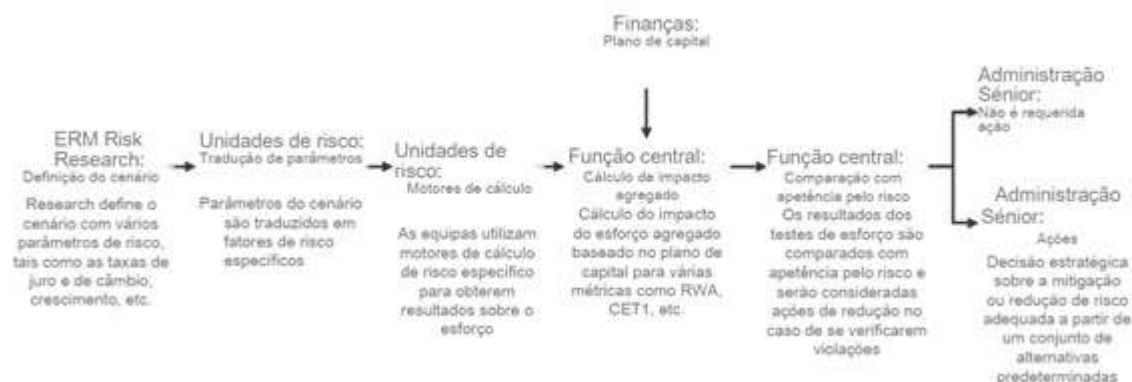 Finanças:
Plano de capital
Administração
Sénior:
Não é requerida
ação
ERM Risk
Research:
Definição do cenário
Research define o
cenário com vários
parâmetros de risco,
tais como as taxas de
juro e de câmbio,
crescimento, etc.
Unidades de risco:
Tradução de parâmetros
Parâmetros do cenário
são traduzidos em
fatores de risco
específicos
Unidades de
risco:
Motores de cálculo
As equipas utilizam
motores de cálculo
de risco específico
para obterem
resultados sobre o
esforço
Função central:
Cálculo de impacto
agregado
Cálculo do impacto
do esforço agregado
baseado no plano de
capital para várias
métricas como RWA,
CET1, etc.
Função central:
Comparação com
apetência pelo risco
Os resultados dos
testes de esforço são
comparados com
apetência pelo risco e
serão consideradas
ações de redução no
caso de se verificarem
violações
Administração
Sénior:
Ações
Decisão estratégica
sobre a mitigação
ou redução de risco
adequada a partir de
um conjunto de
alternativas
predeterminadas